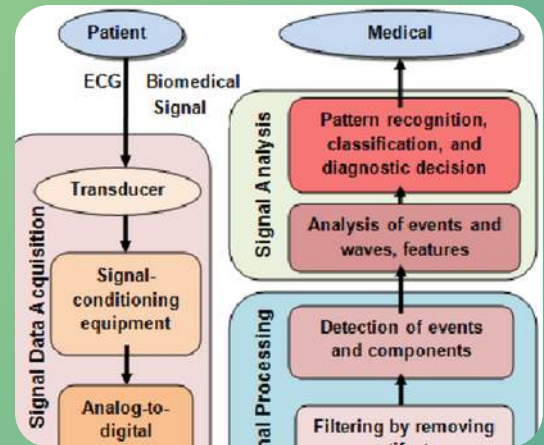 Patient
ECG Biomedical
Signal
Signal Data Acquisition
Transducer
Signal-
conditioning
equipment
Analog-to-
digital
Medical
Signal Analysis
Pattern recognition,
classification, and
diagnostic decision
Analysis of events and
waves, features
Processing
Detection of events
and components
Filtering by removing